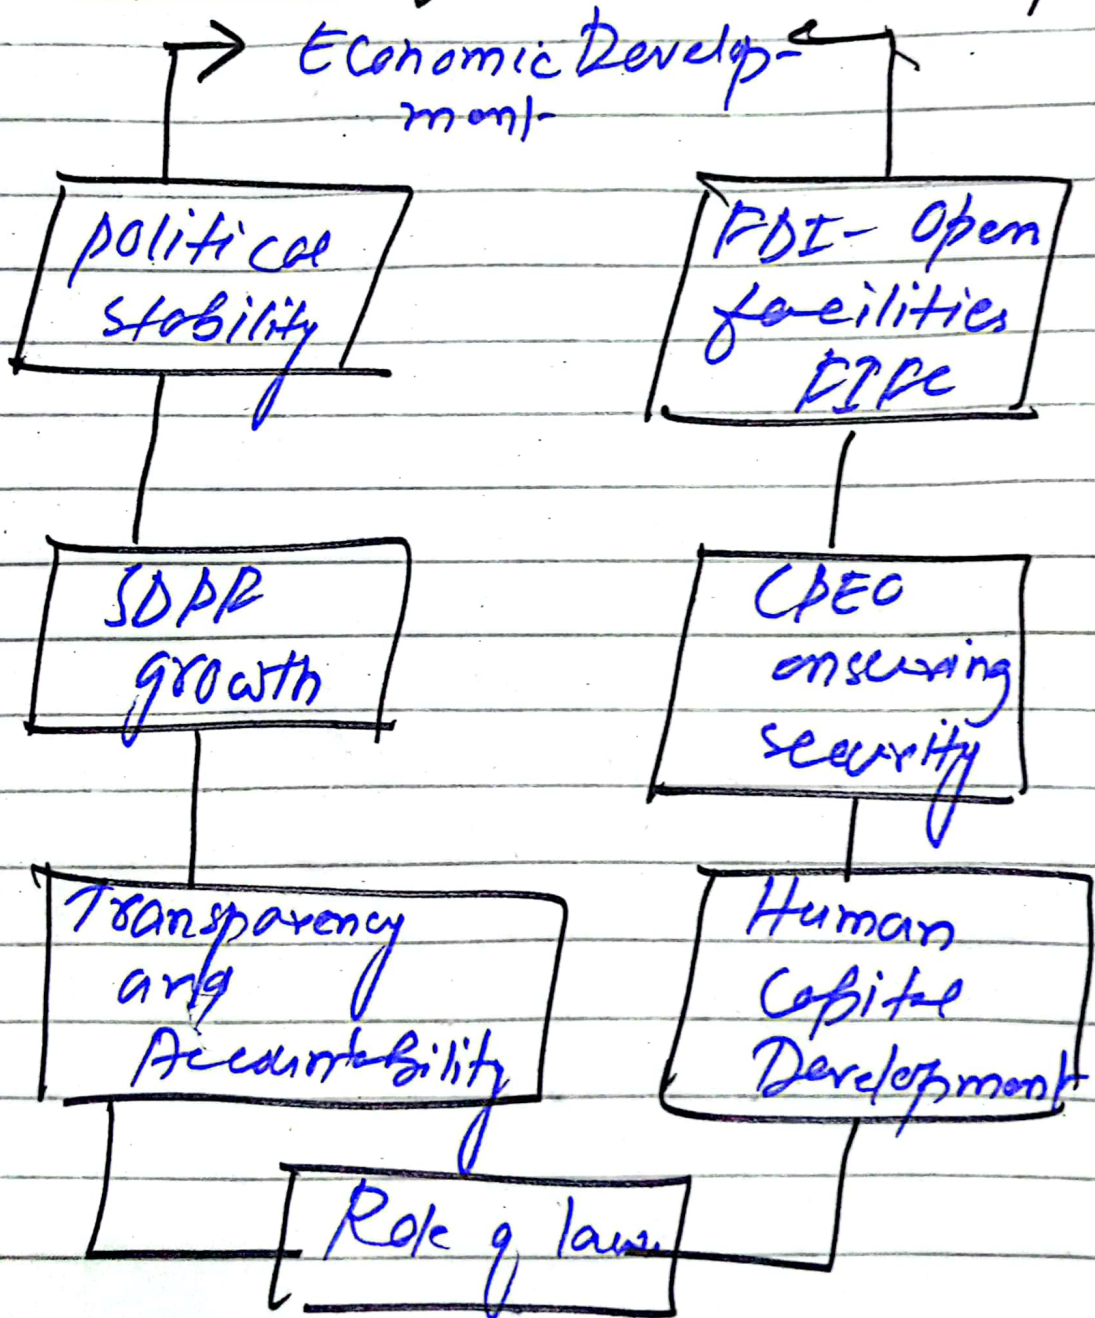 Economic Develop-
ment
political
stability
FDI- Open
facilities
growth
CPEC
ensuring
security
Transparency
and
Accountability
Human
Capital
Development
Role of law